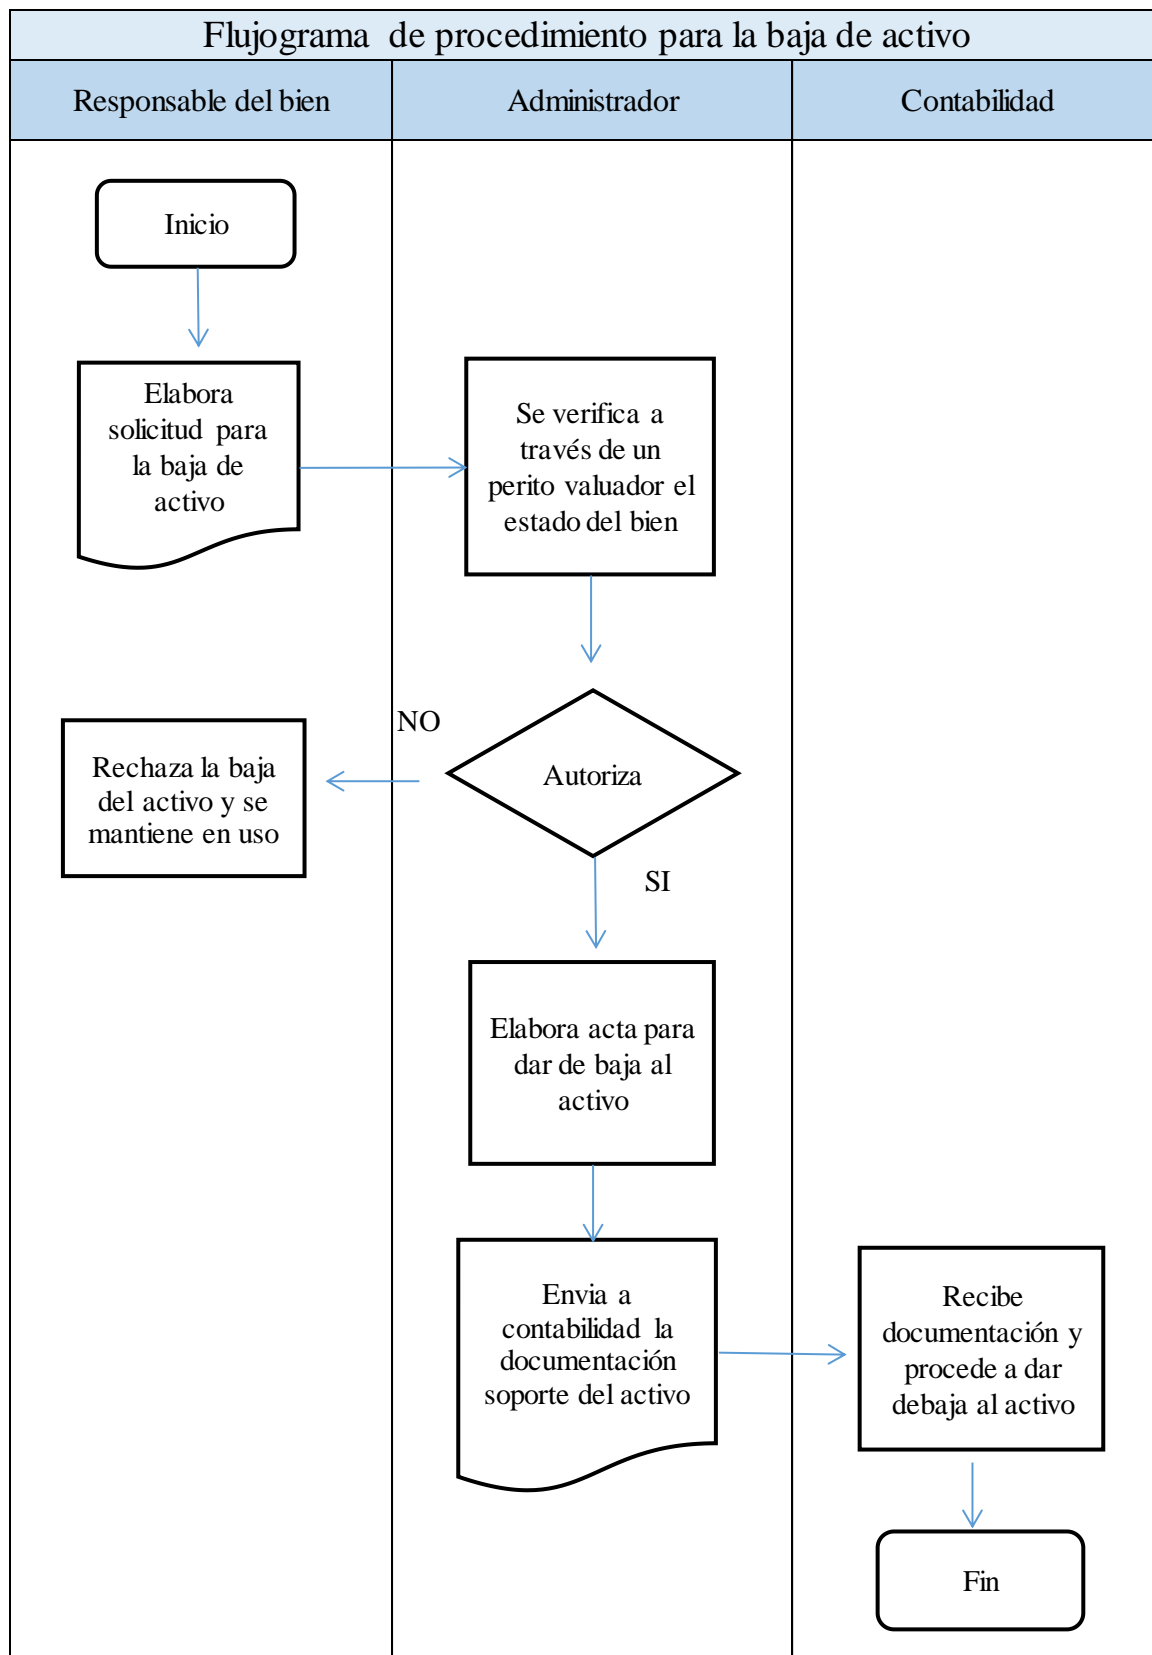 Flujograma de procedimiento para la baja de activo
Responsable del bien
Administrador
Contabilidad
Inicio
Elabora
solicitud para
la baja de
activo
Se verifica a
través de un
perito valuador el
estado del bien
NO
Rechaza la baja
del activo y se
mantiene en uso
Autoriza
SI
Elabora acta para
dar de baja al
activo
Envia a
contabilidad la
documentación
soporte del activo
Recibe
documentación y
procede a dar
debaja al activo
Fin